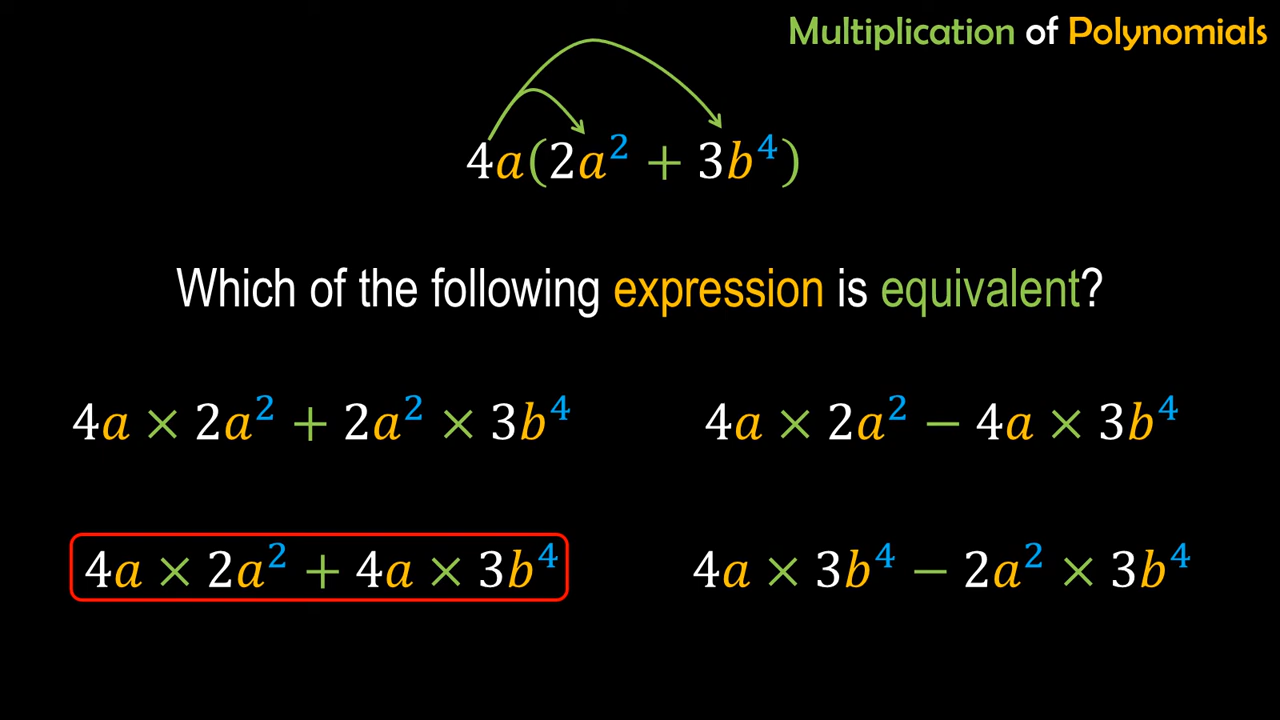 Multiplication of Polynomials
4a(2a² + 3b⁴)
Which of the following expression is equivalent?
4a × 2a² + 2a² × 3b⁴
4a × 2a² − 4a × 3b⁴
4a × 2a² + 4a × 3b⁴
4a × 3b⁴ − 2a² × 3b⁴